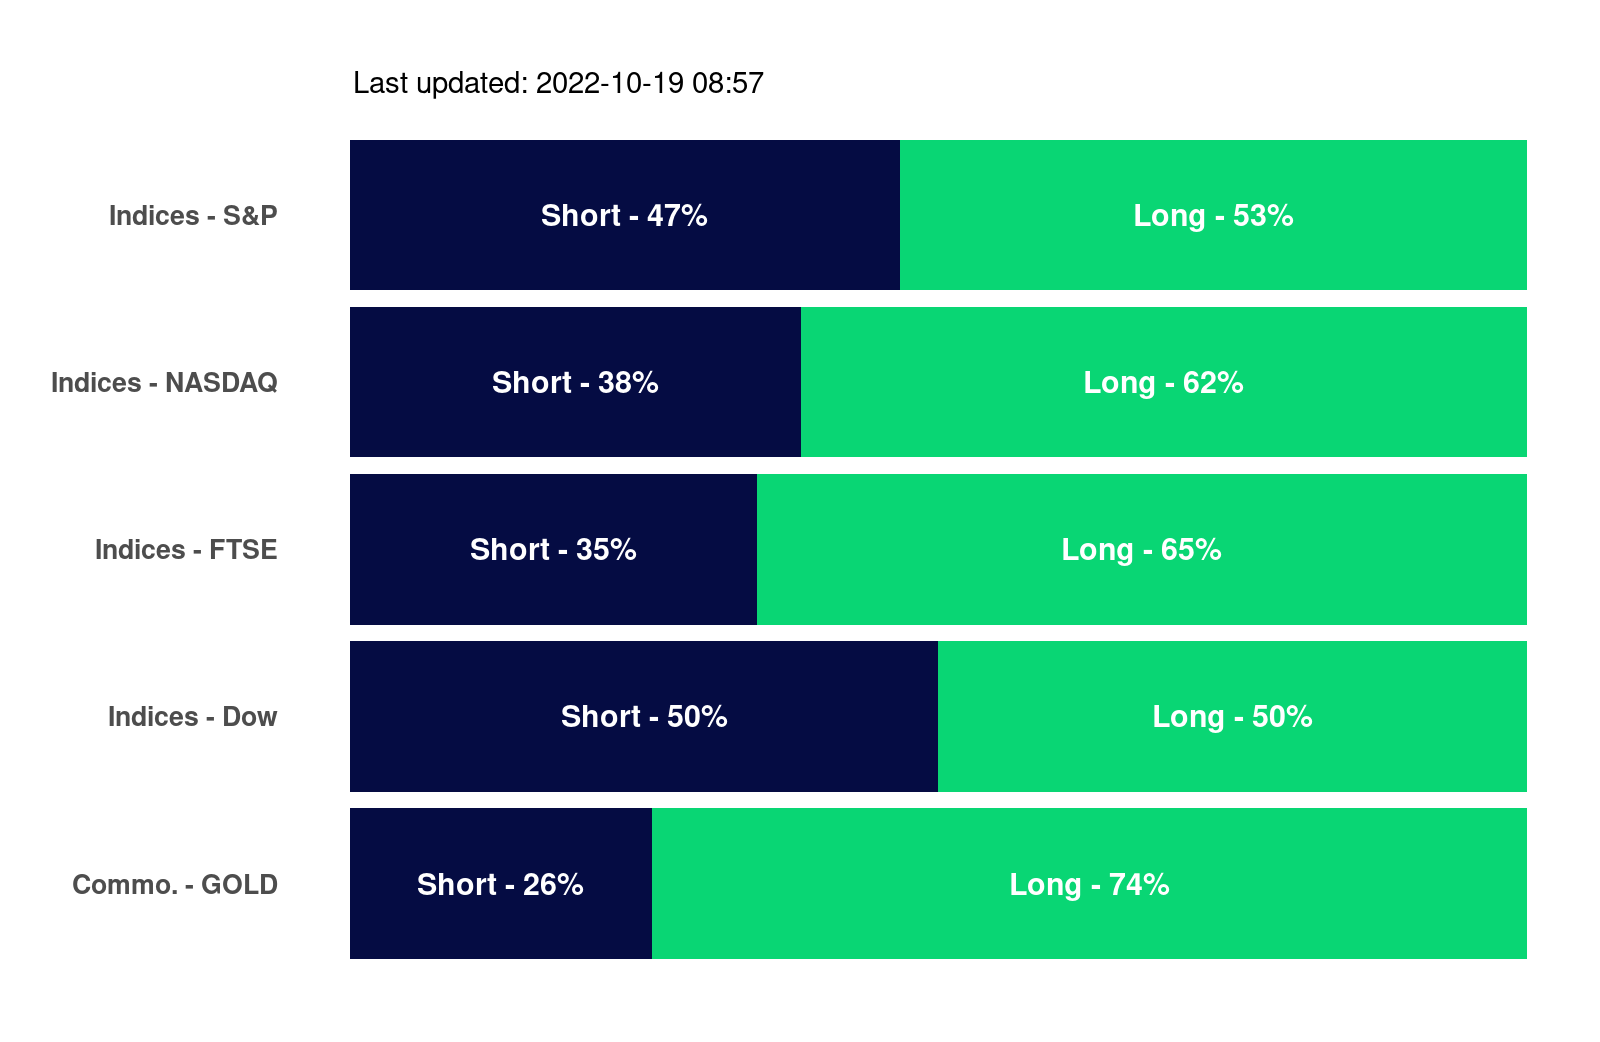 Last updated: 2022-10-19 08:57
Indices - S&P Short - 47% Long - 53%
Indices - NASDAQ Short - 38% Long - 62%
Indices - FTSE Short - 35% Long - 65%
Indices - Dow Short - 50% Long - 50%
Commo. - GOLD Short - 26% Long - 74%